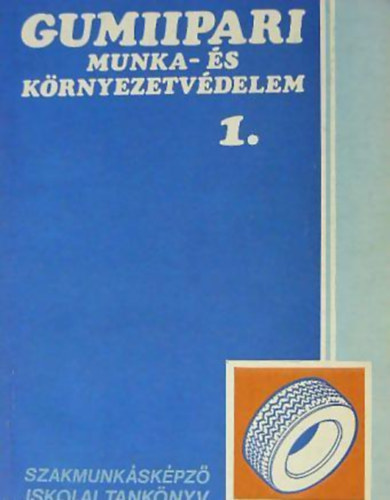 GUMIIPARI
MUNKA- ÉS
KÖRNYEZETVÉDELEM
1.
SZAKMUNKÁSKÉPZŐ
ISKOLAI TANKÖNYV